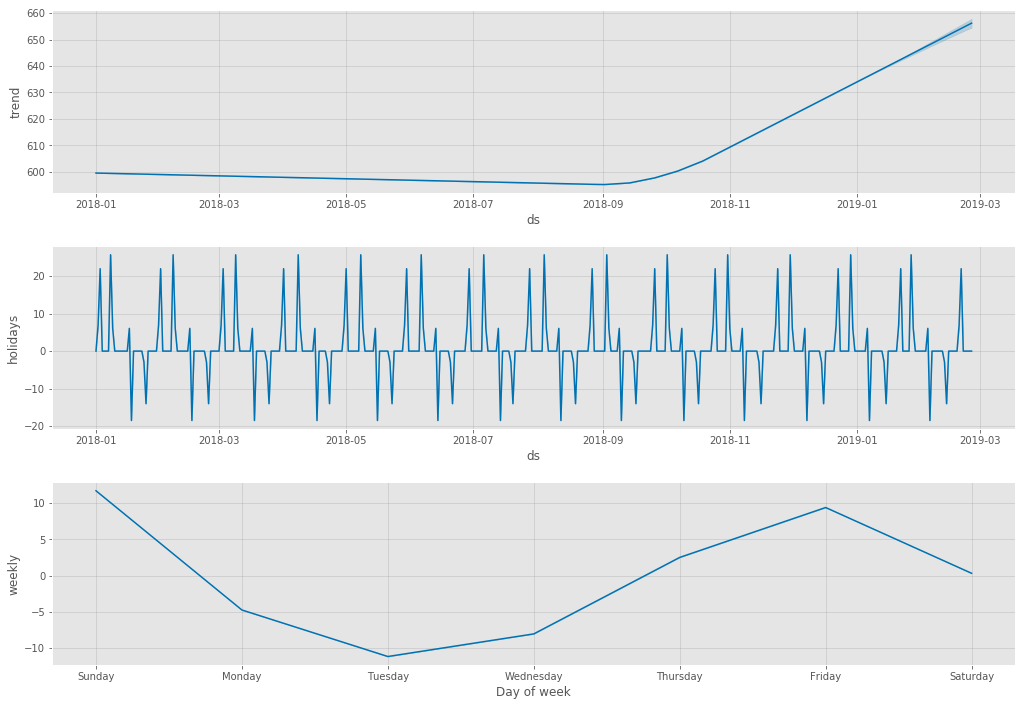 660
650
640
630
620
610
600
trend
2018-01 2018-03 2018-05 2018-07 2018-09 2018-11 2019-01 2019-03
ds
20
10
0
−10
−20
holidays
2018-01 2018-03 2018-05 2018-07 2018-09 2018-11 2019-01 2019-03
ds
10
5
0
−5
−10
weekly
Sunday Monday Tuesday Wednesday Thursday Friday Saturday
Day of week